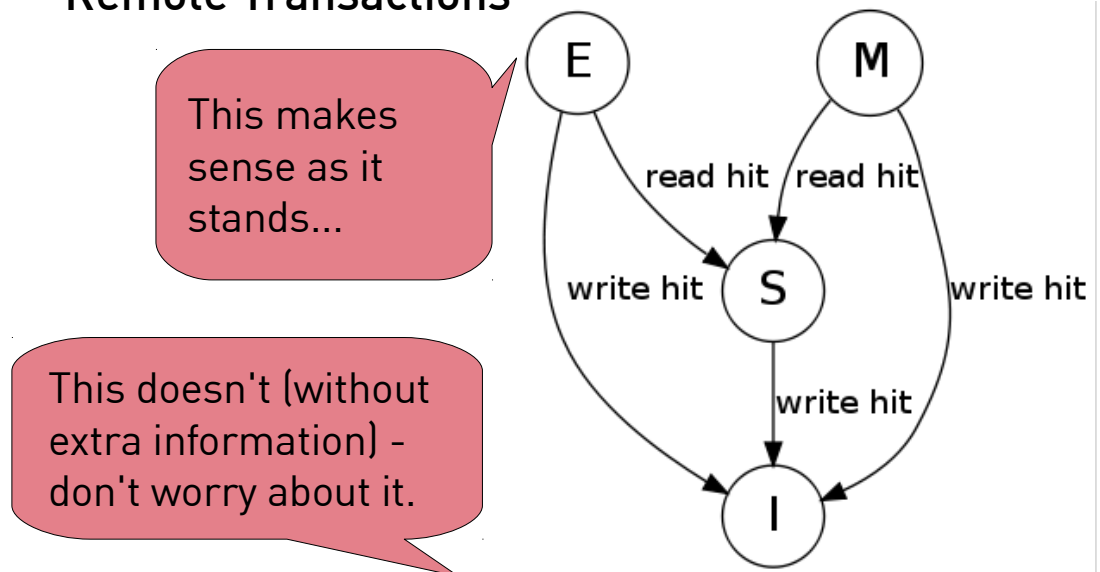 Remote Transactions
E
M
This makes
sense as it
stands...
read hit
read hit
write hit
S
write hit
This doesn't (without
extra information) -
don't worry about it.
write hit
I